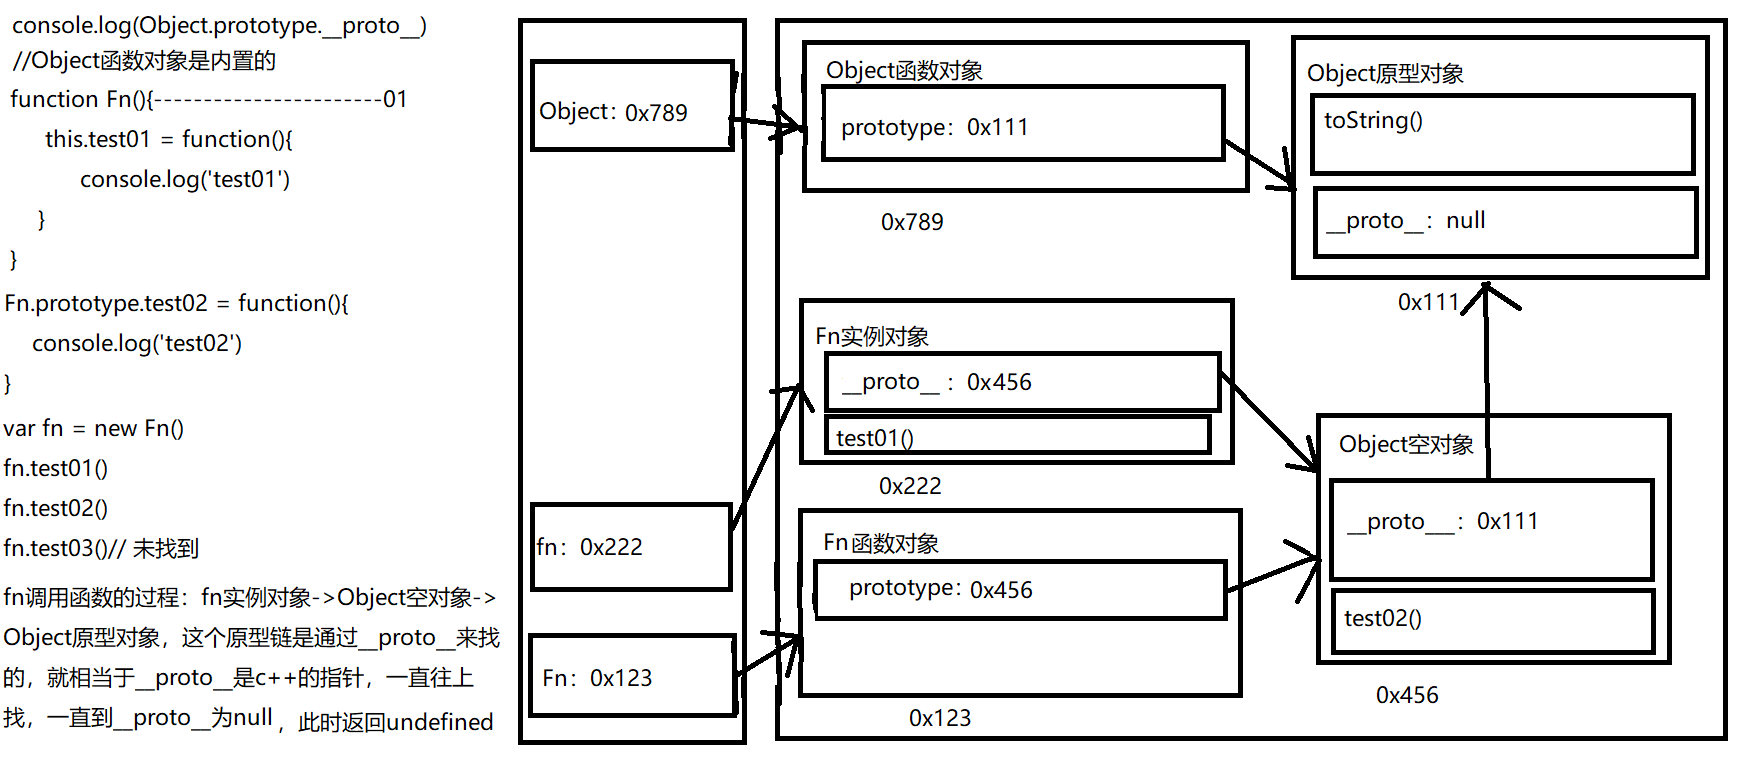 console.log(Object.prototype.__proto__)
//Object函数对象是内置的
function Fn(){-----------------------01
this.test01 = function(){
console.log('test01')
}
}
Fn.prototype.test02 = function(){
console.log('test02')
}
var fn = new Fn()
fn.test01()
fn.test02()
fn.test03()// 未找到
fn调用函数的过程：fn实例对象->Object空对象->
Object原型对象，这个原型链是通过__proto__来找
的，就相当于__proto__是c++的指针，一直往上
找，一直到__proto__为null，此时返回undefined
Object：0x789
fn：0x222
Fn：0x123
Object函数对象
prototype：0x111
0x789
Fn实例对象
__proto__：0x456
test01()
0x222
Fn函数对象
prototype：0x456
0x123
Object原型对象
toString()
__proto__：null
0x111
Object空对象
__proto___：0x111
test02()
0x456